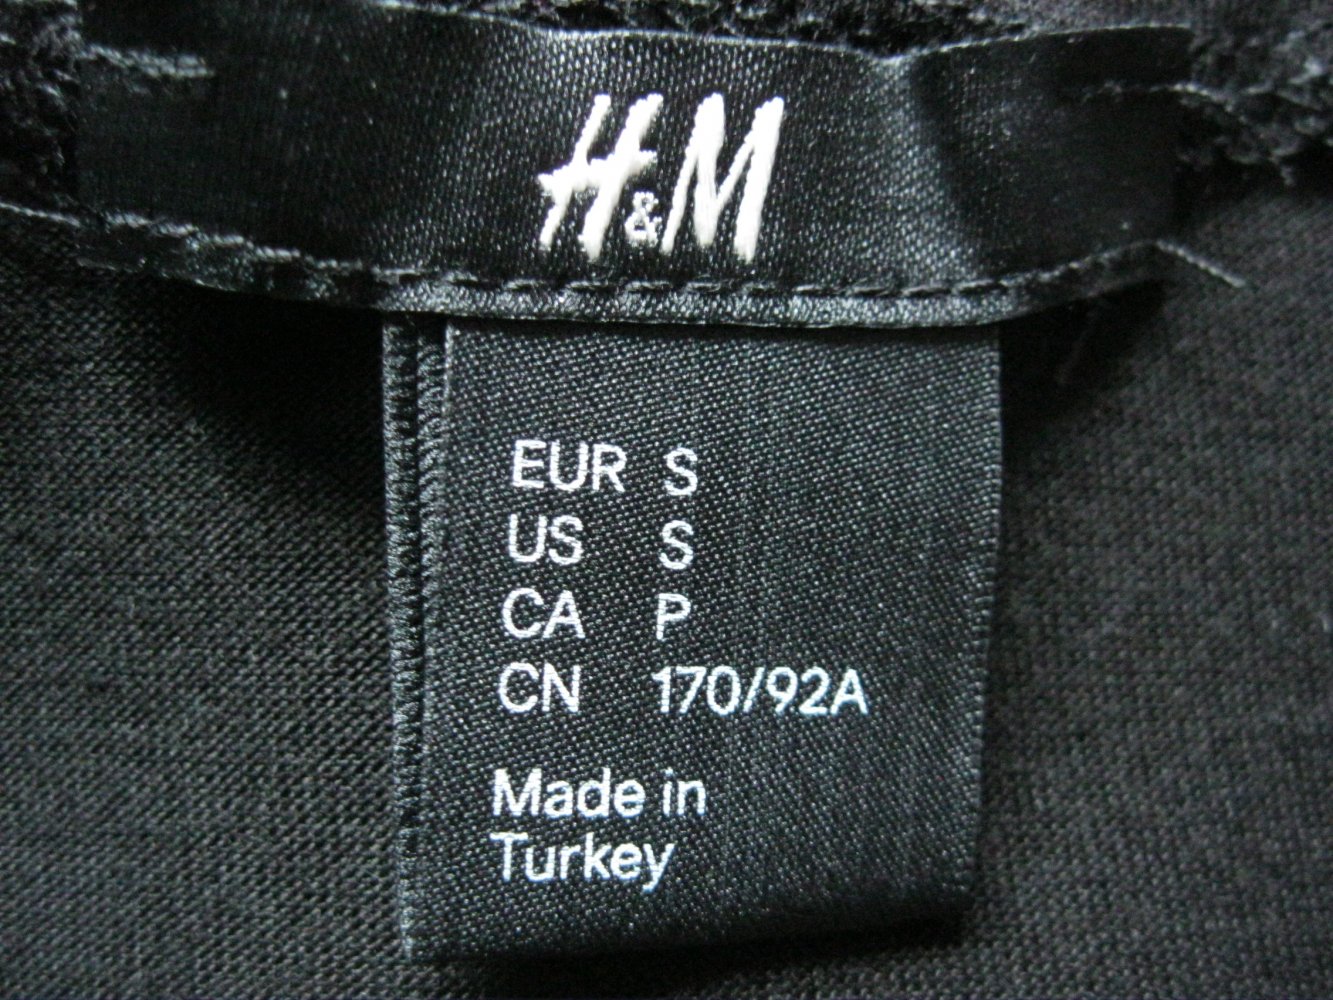 H&M
EUR S
US S
CA P
CN 170/92A
Made in
Turkey